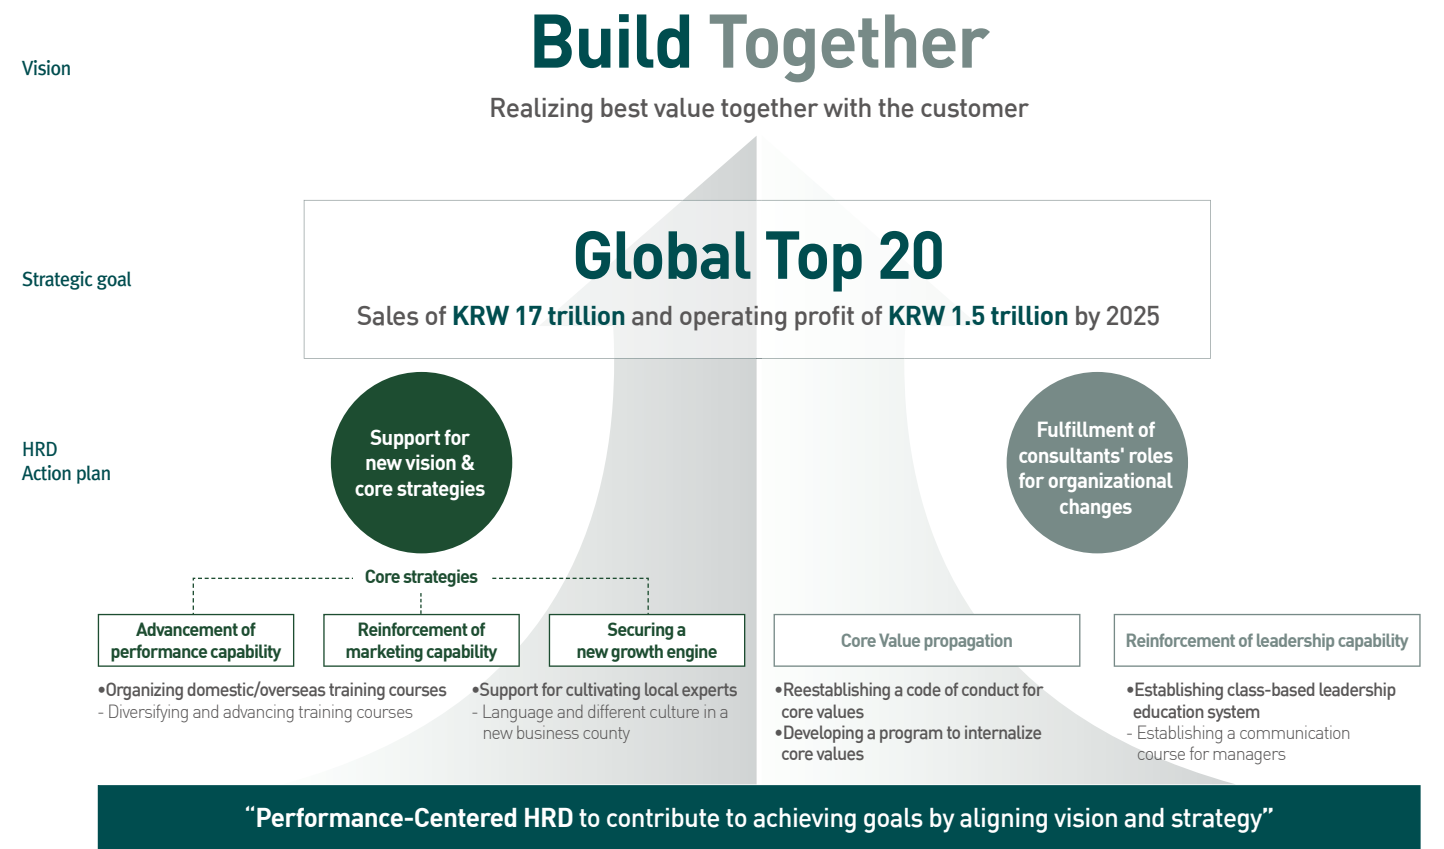 Vision
Build Together
Realizing best value together with the customer
Strategic goal
Global Top 20
Sales of KRW 17 trillion and operating profit of KRW 1.5 trillion by 2025
HRD
Action plan
Support for
new vision &
core strategies
Fulfillment of
consultants' roles
for organizational
changes
Core strategies
Advancement of
performance capability
Reinforcement of
marketing capability
Securing a
new growth engine
Core Value propagation
Reinforcement of leadership capability
•Organizing domestic/overseas training courses
- Diversifying and advancing training courses
•Support for cultivating local experts
- Language and different culture in a
new business county
•Reestablishing a code of conduct for
core values
•Developing a program to internalize
core values
•Establishing class-based leadership
education system
- Establishing a communication
course for managers
“Performance-Centered HRD to contribute to achieving goals by aligning vision and strategy”